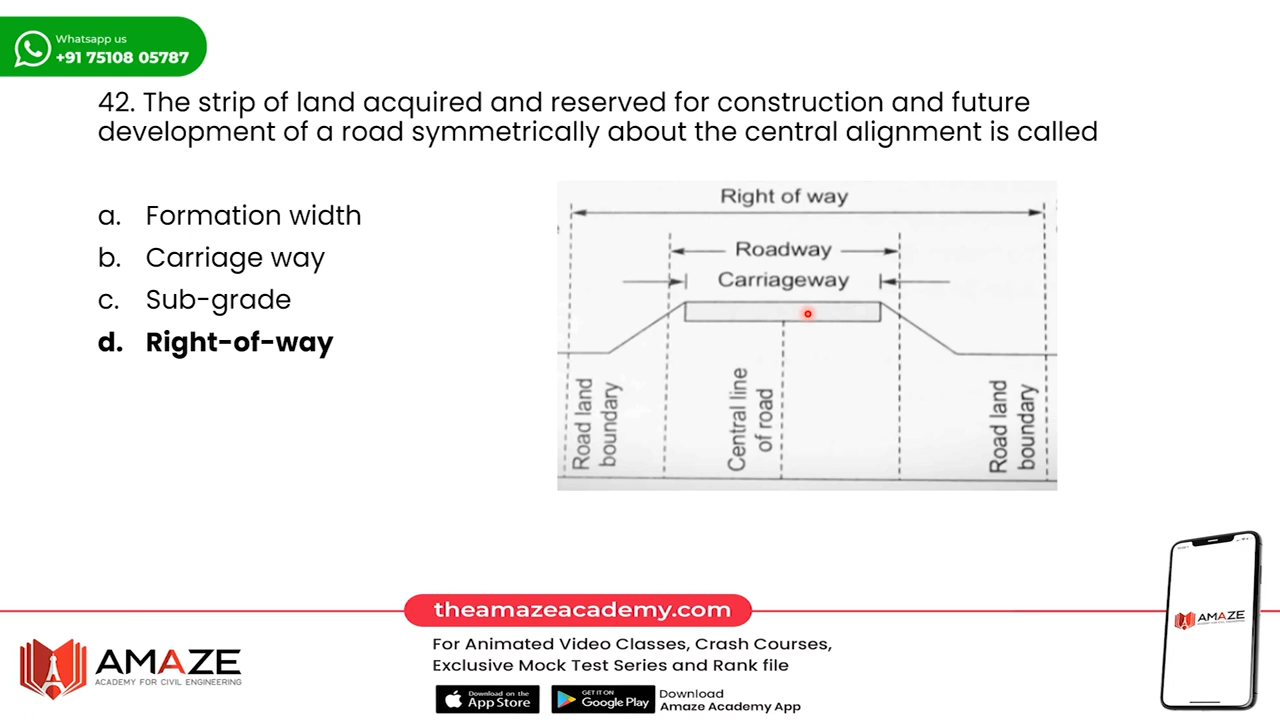 Whatsapp us
+91 75108 05787
42. The strip of land acquired and reserved for construction and future
development of a road symmetrically about the central alignment is called
a. Formation width
b. Carriage way
c. Sub-grade
d. Right-of-way
Right of way
Roadway
Carriageway
Road land
boundary
Central line
of road
Road land
boundary
theamazeacademy.com
For Animated Video Classes, Crash Courses,
Exclusive Mock Test Series and Rank file
AMAZE
ACADEMY FOR CIVIL ENGINEERING
Download on the
App Store
GET IT ON
Google Play
Download
Amaze Academy App
AMAZE